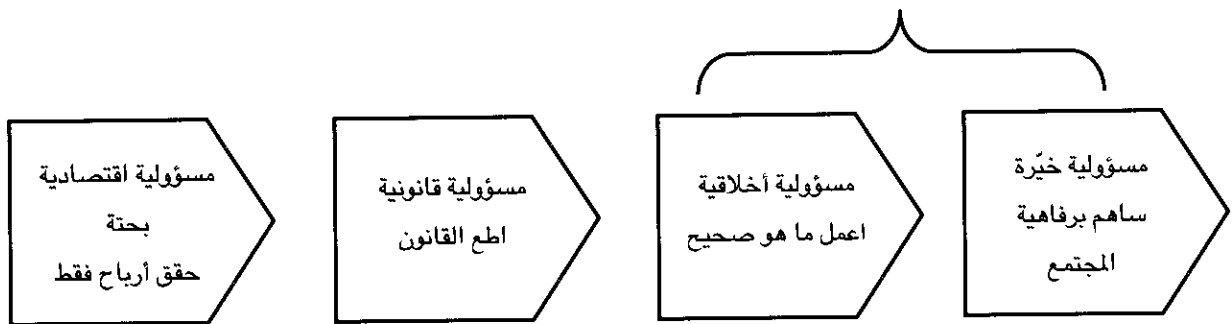 مسؤولية اقتصادية
بحتة
حقق أرباح فقط
مسؤولية قانونية
اطع القانون
مسؤولية أخلاقية
اعمل ما هو صحيح
مسؤولية خيّرة
ساهم برفاهية
المجتمع